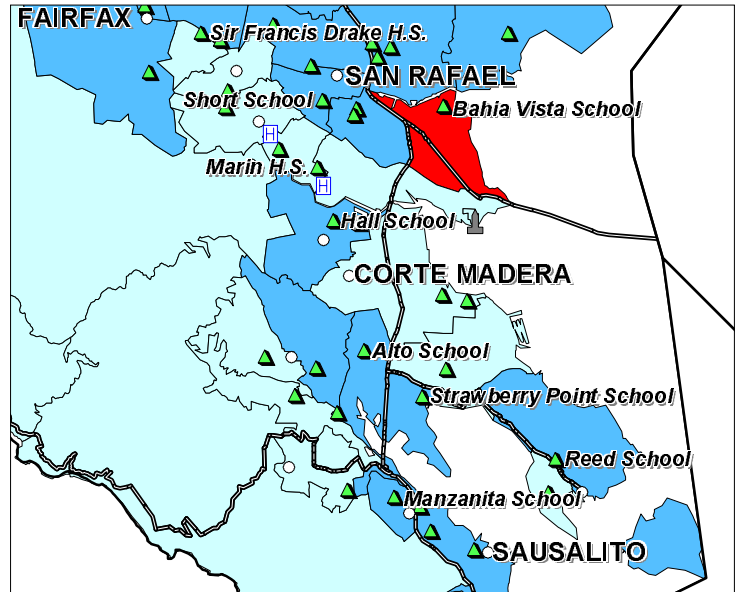 FAIRFAX
Sir Francis Drake H.S.
SAN RAFAEL
Short School
Bahia Vista School
H
Marin H.S.
H
Hall School
CORTE MADERA
Alto School
Strawberry Point School
Reed School
Manzanita School
SAUSALITO